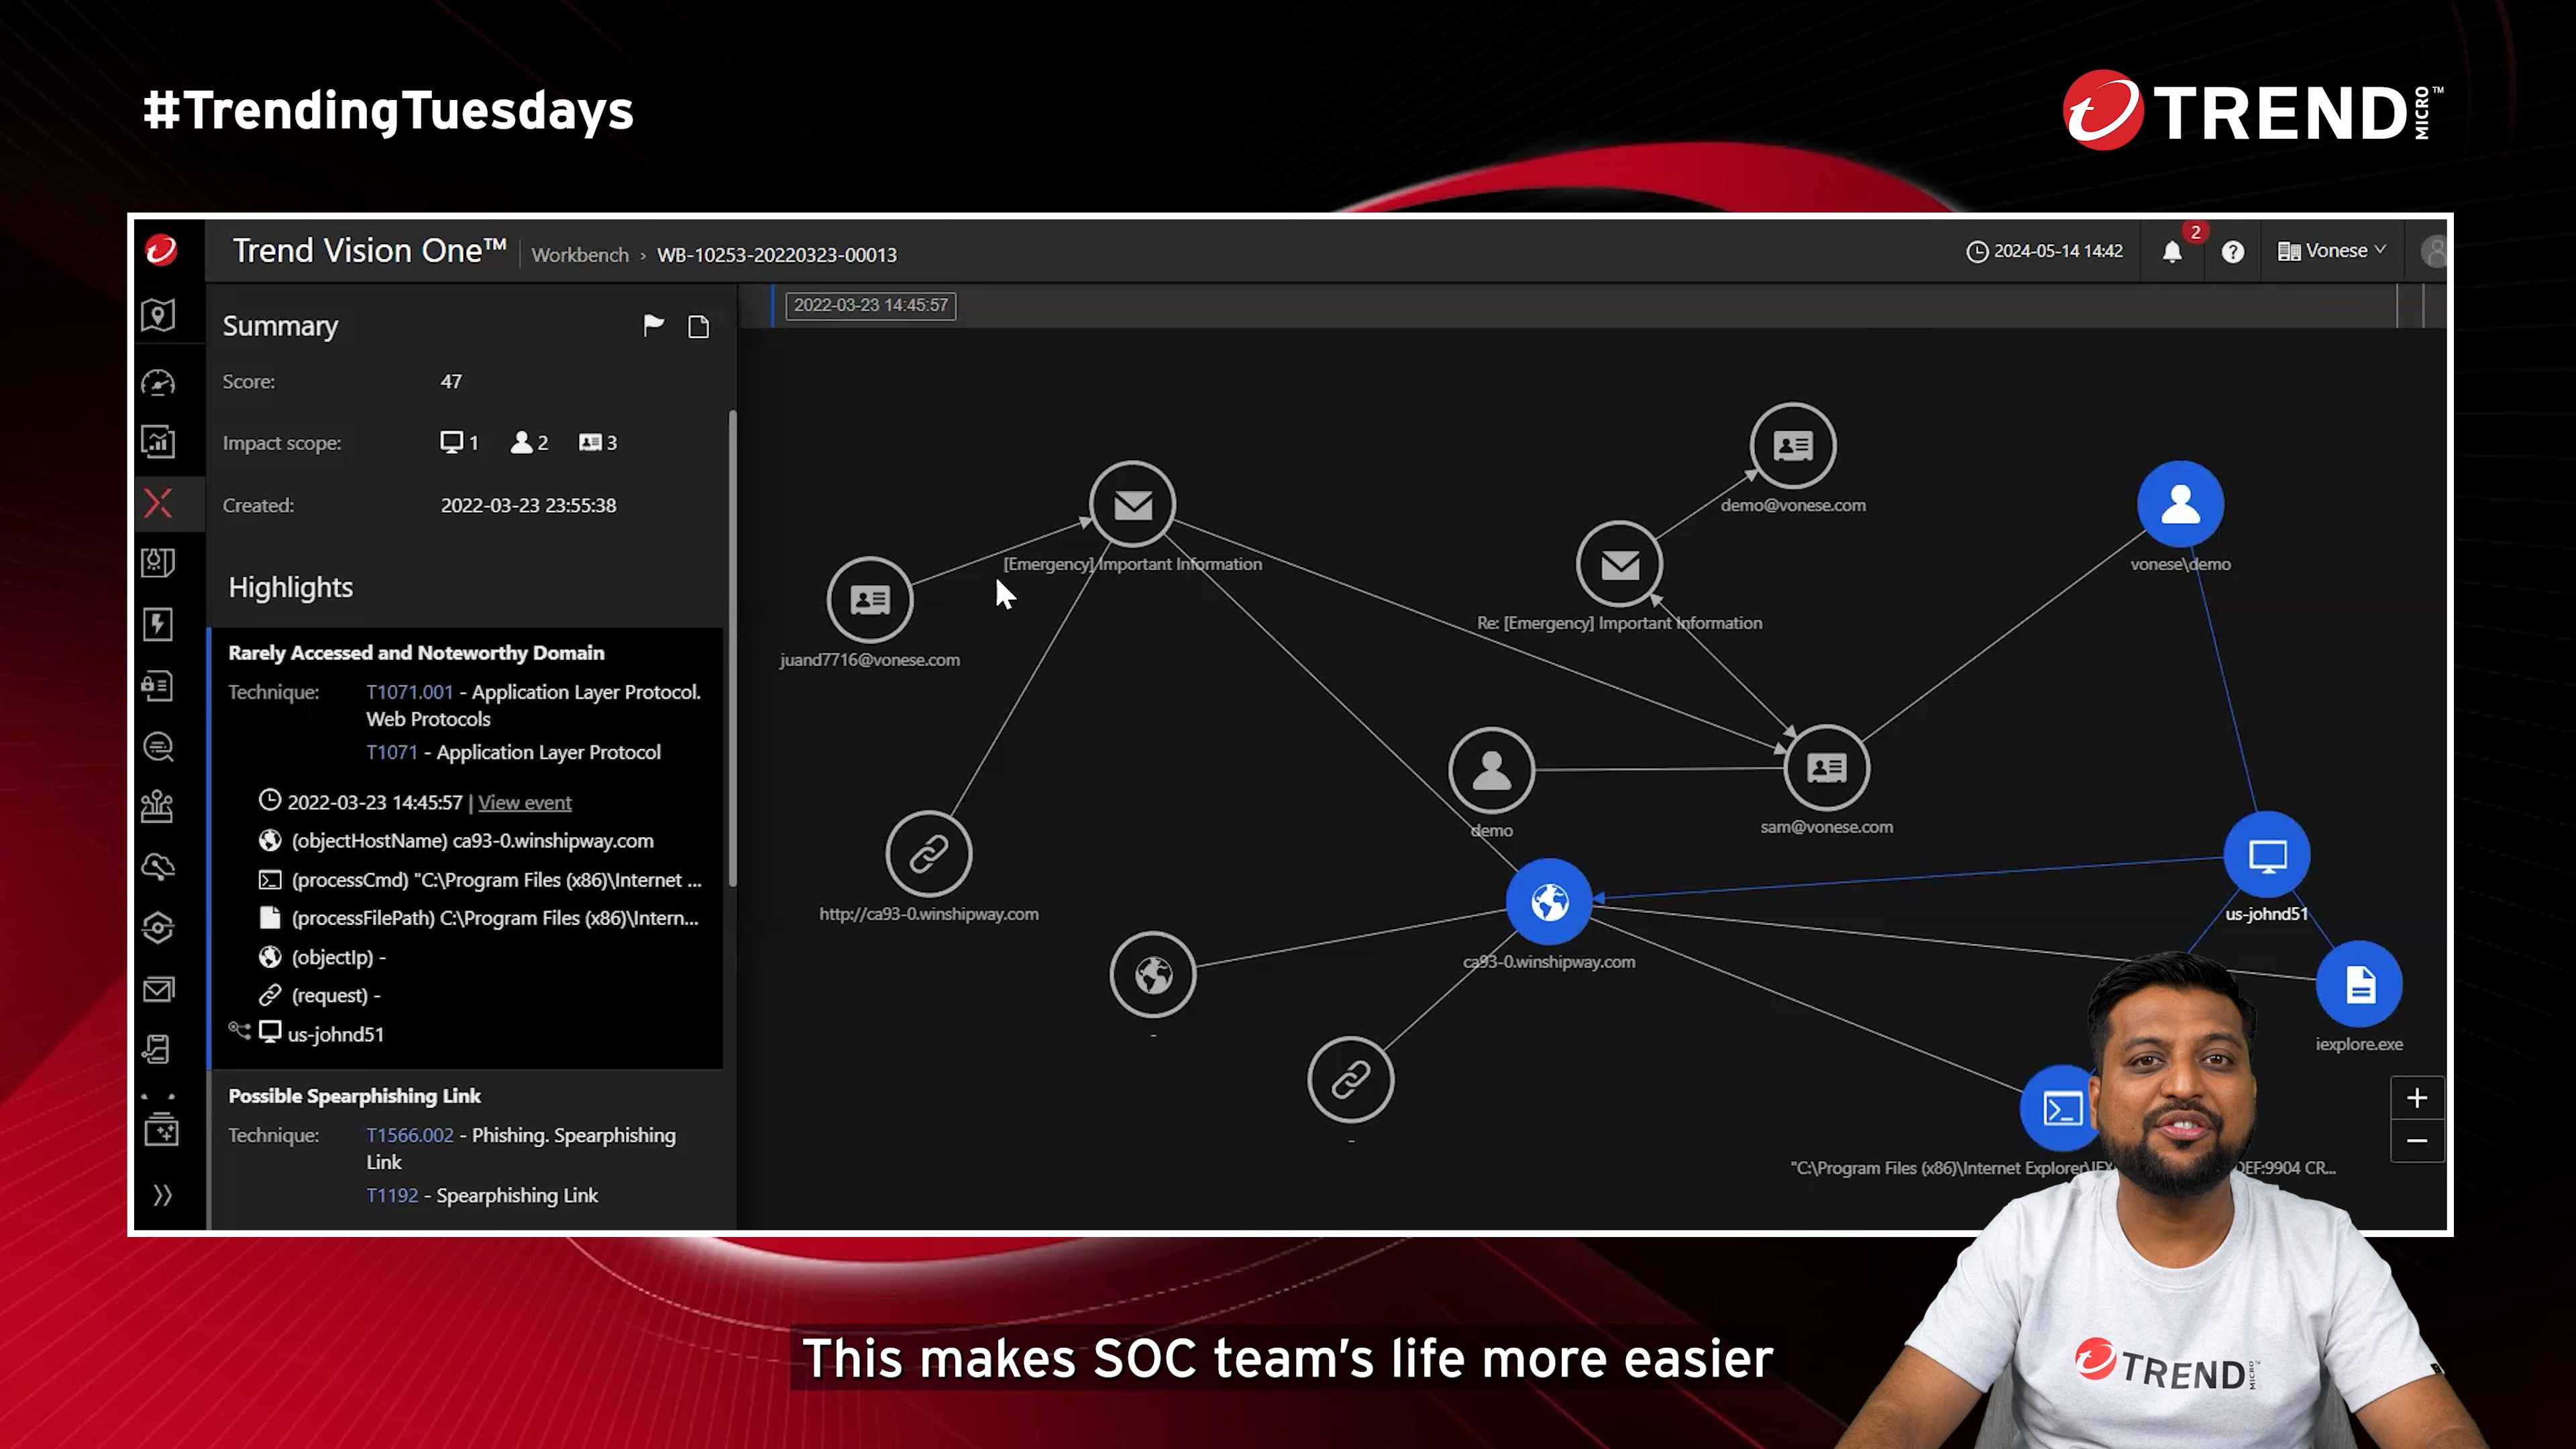 #TrendingTuesdays
TREND MICRO™
Trend Vision One™
Workbench › WB-10253-20220323-00013
2024-05-14 14:42
2
?
Vonese
Summary
Score: 47
Impact scope: 1 2 3
Created: 2022-03-23 23:55:38
Highlights
Rarely Accessed and Noteworthy Domain
Technique: T1071.001 - Application Layer Protocol.
Web Protocols
T1071 - Application Layer Protocol
2022-03-23 14:45:57 | View event
(objectHostName) ca93-0.winshipway.com
(processCmd) "C:\Program Files (x86)\Internet ...
(processFilePath) C:\Program Files (x86)\Intern...
(objectIp) -
(request) -
us-johnd51
Possible Spearphishing Link
Technique: T1566.002 - Phishing. Spearphishing
Link
T1192 - Spearphishing Link
2022-03-23 14:45:57
demo@vonese.com
[Emergency] Important Information
vonese\demo
Re: [Emergency] Important Information
juand7716@vonese.com
demo
sam@vonese.com
http://ca93-0.winshipway.com
us-johnd51
ca93-0.winshipway.com
-
iexplore.exe
-
"C:\Program Files (x86)\Internet Explorer\IEX
DEF:9904 CR...
+
−
This makes SOC team's life more easier
TREND MICRO